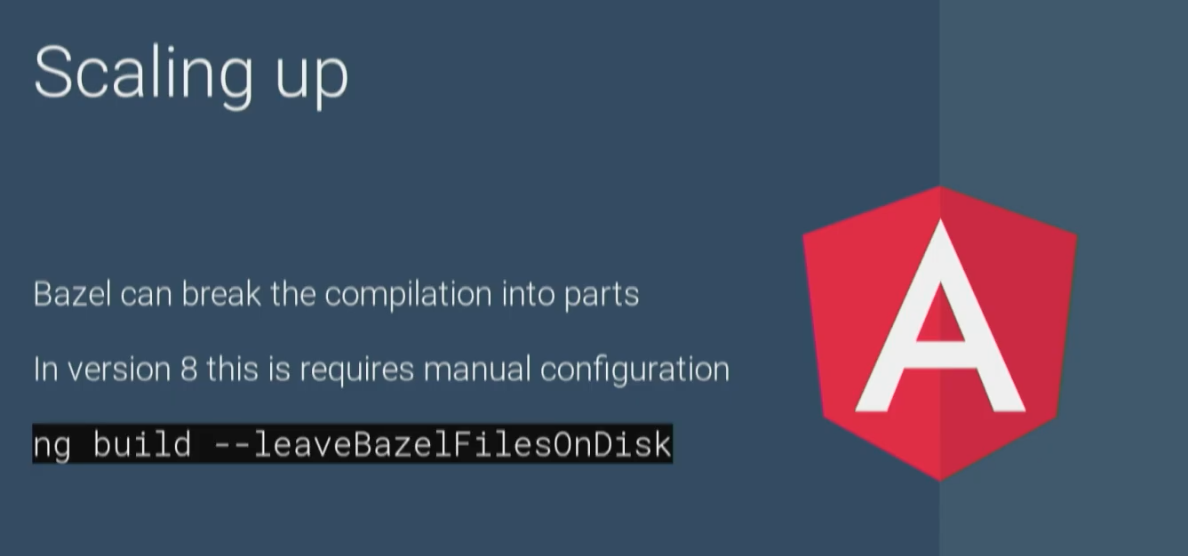 Scaling up
Bazel can break the compilation into parts
In version 8 this is requires manual configuration
ng build --leaveBazelFilesOnDisk
A